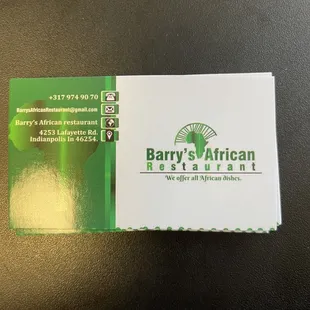 +317 974 90 70
BarrysAfricanRestaurant@gmail.com
Barry's African restaurant
4253 Lafayette Rd.
Indianpolis In 46254.
Barry's African
Restaurant
We offer all African dishes.